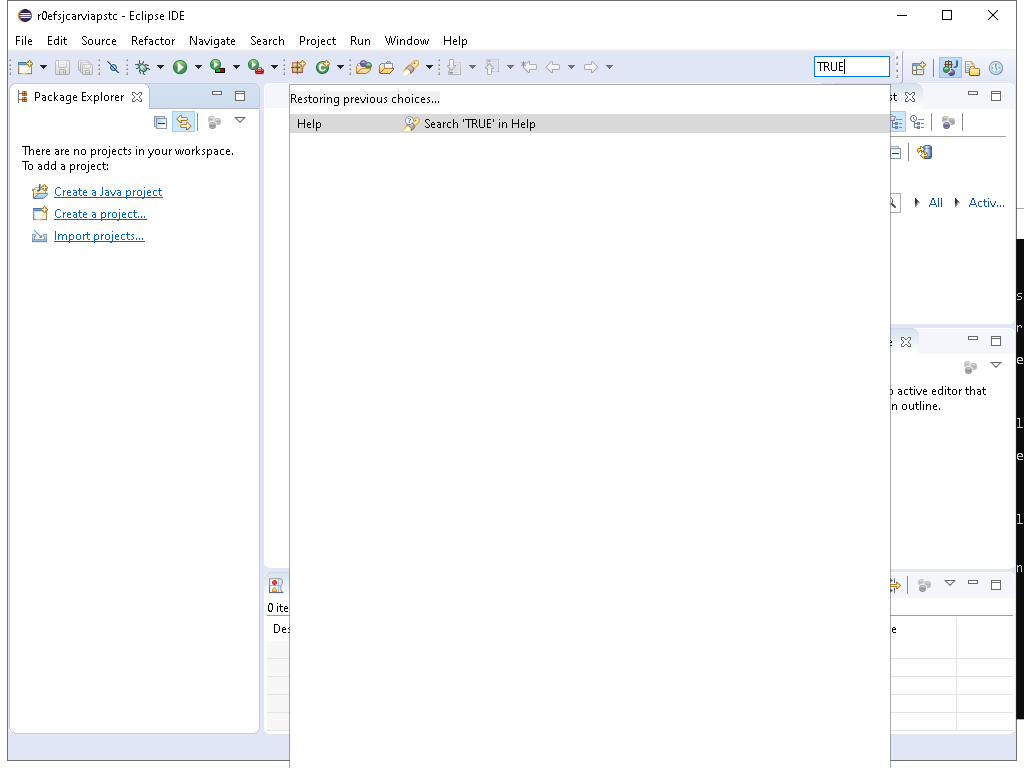 r0efsjcarviapstc - Eclipse IDE
File Edit Source Refactor Navigate Search Project Run Window Help
TRUE
Package Explorer
Restoring previous choices...
Help Search 'TRUE' in Help
There are no projects in your workspace.
To add a project:
Create a Java project
Create a project...
Import projects...
All Activ...
active editor that
outline.
0 ite
Des